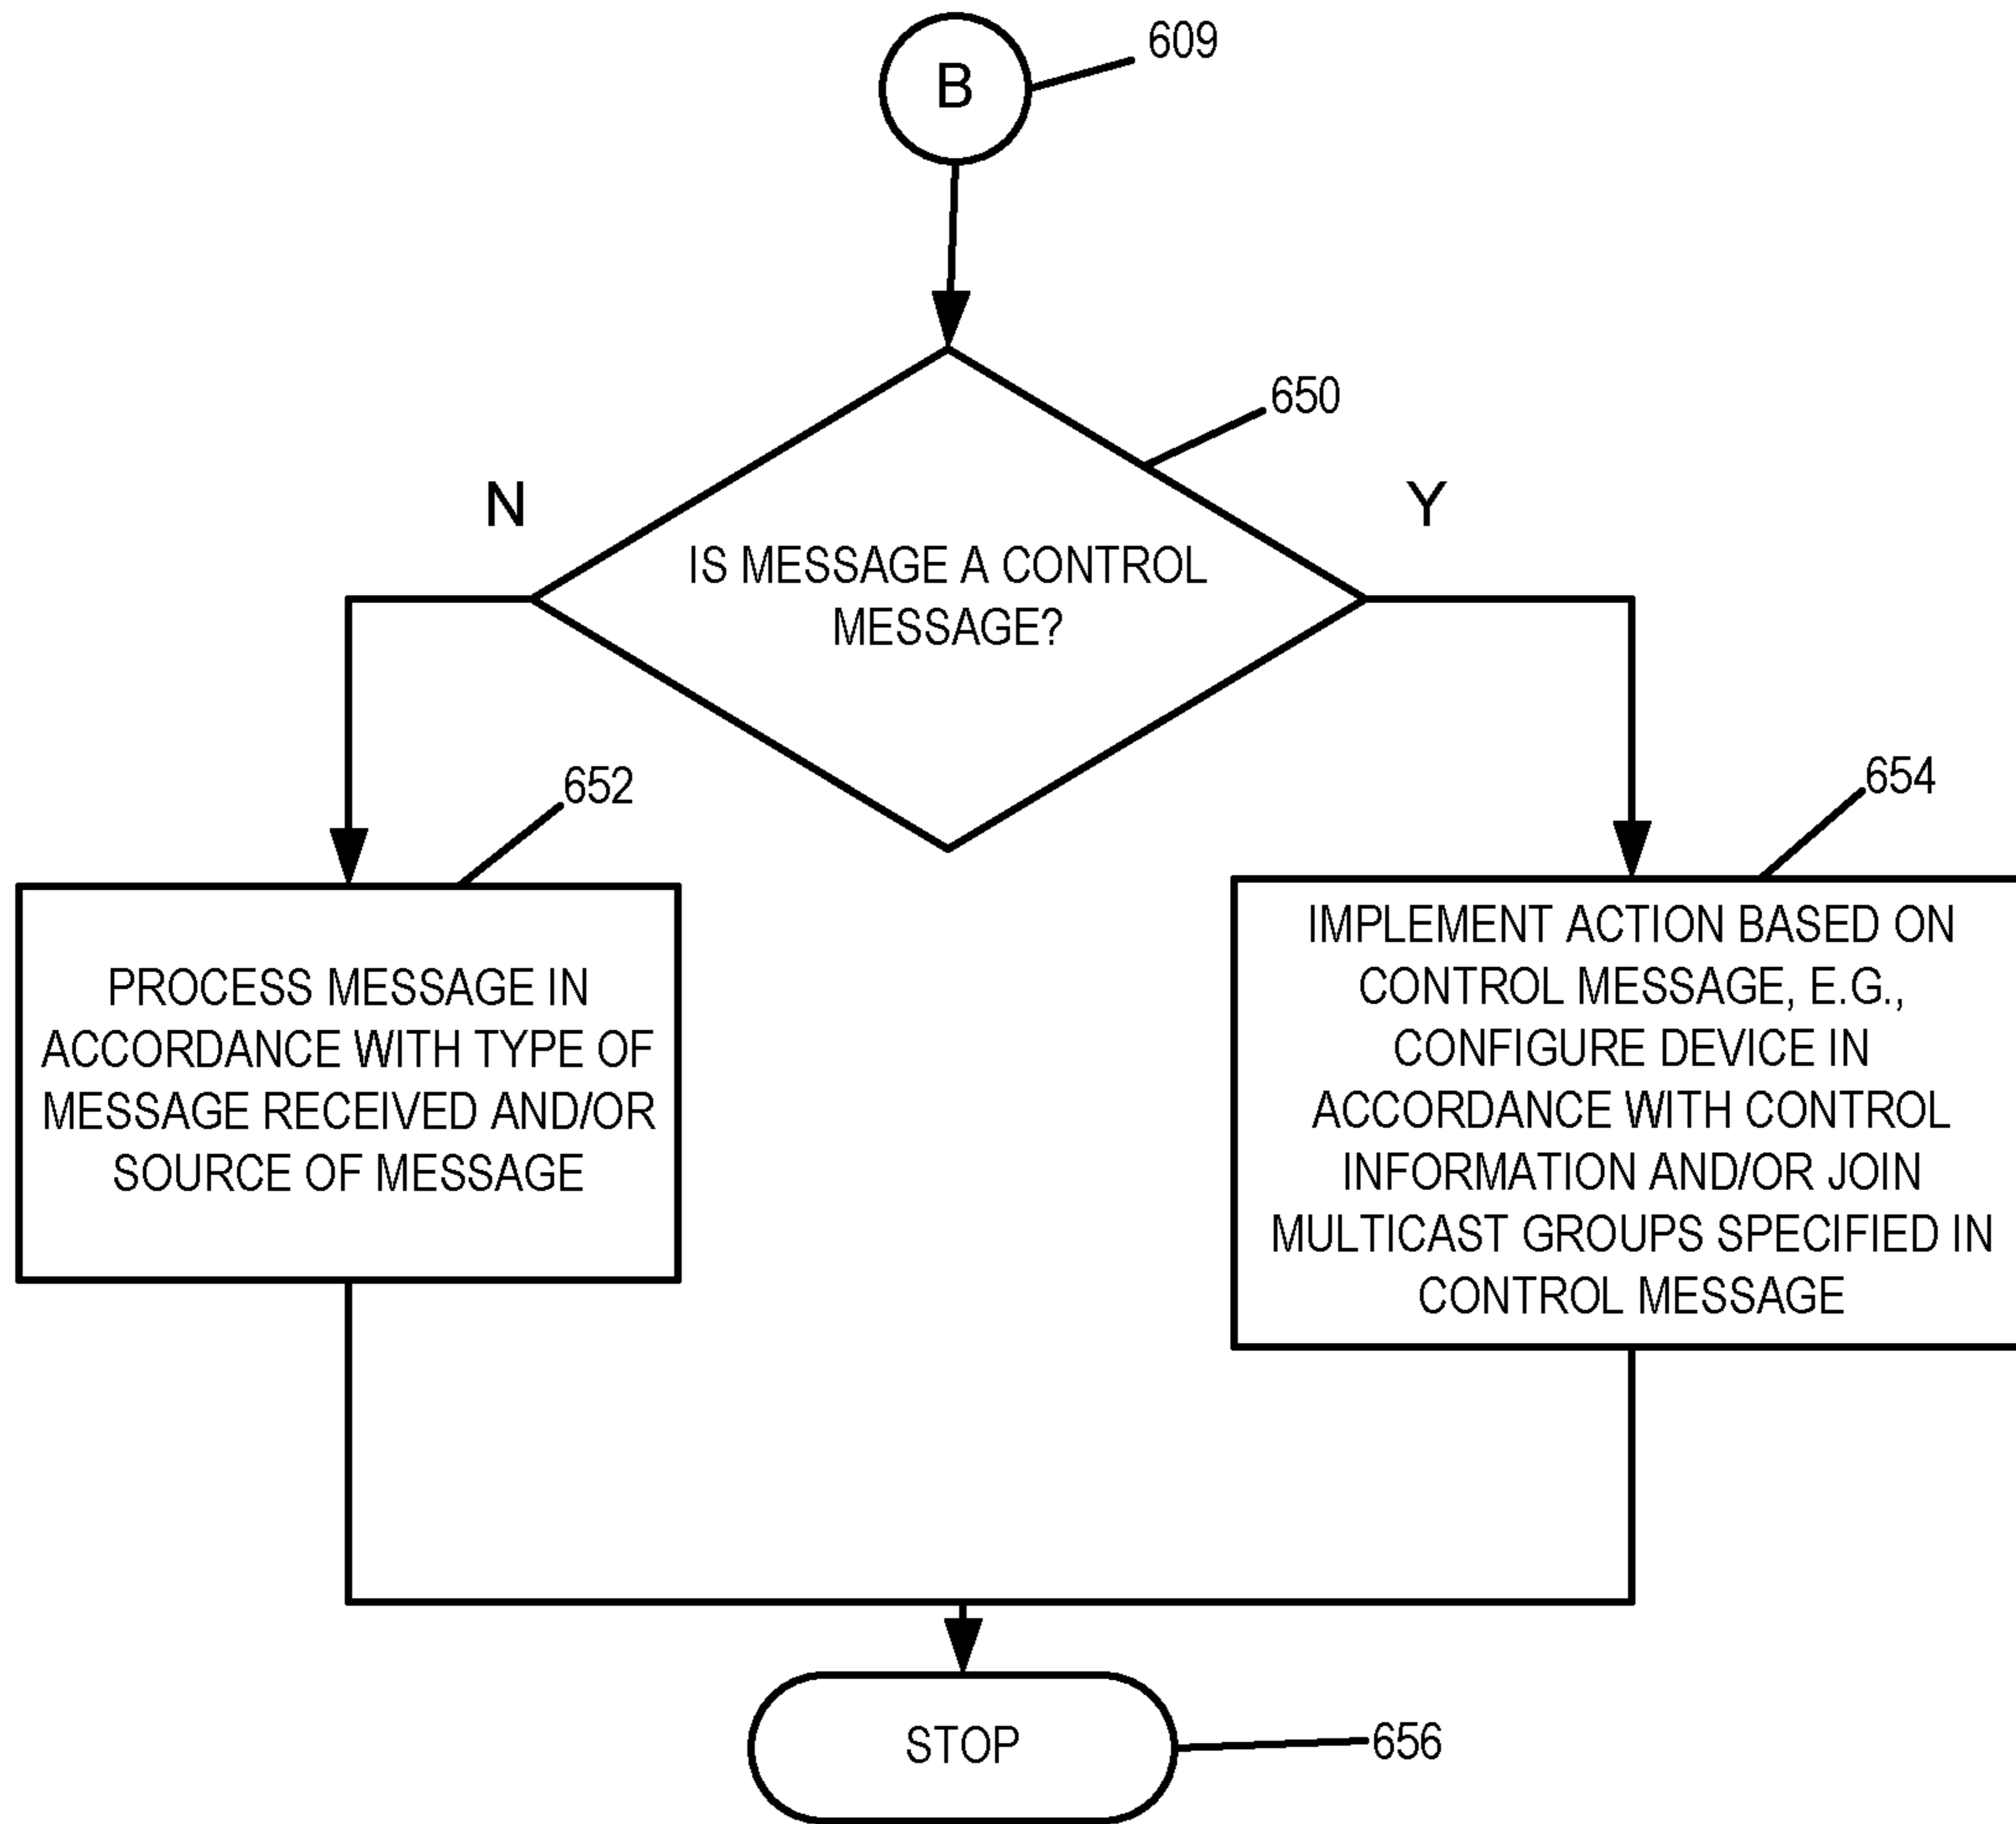 B
609
650
N
Y
IS MESSAGE A CONTROL
MESSAGE?
652
654
PROCESS MESSAGE IN
ACCORDANCE WITH TYPE OF
MESSAGE RECEIVED AND/OR
SOURCE OF MESSAGE
IMPLEMENT ACTION BASED ON
CONTROL MESSAGE, E.G.,
CONFIGURE DEVICE IN
ACCORDANCE WITH CONTROL
INFORMATION AND/OR JOIN
MULTICAST GROUPS SPECIFIED IN
CONTROL MESSAGE
STOP
656